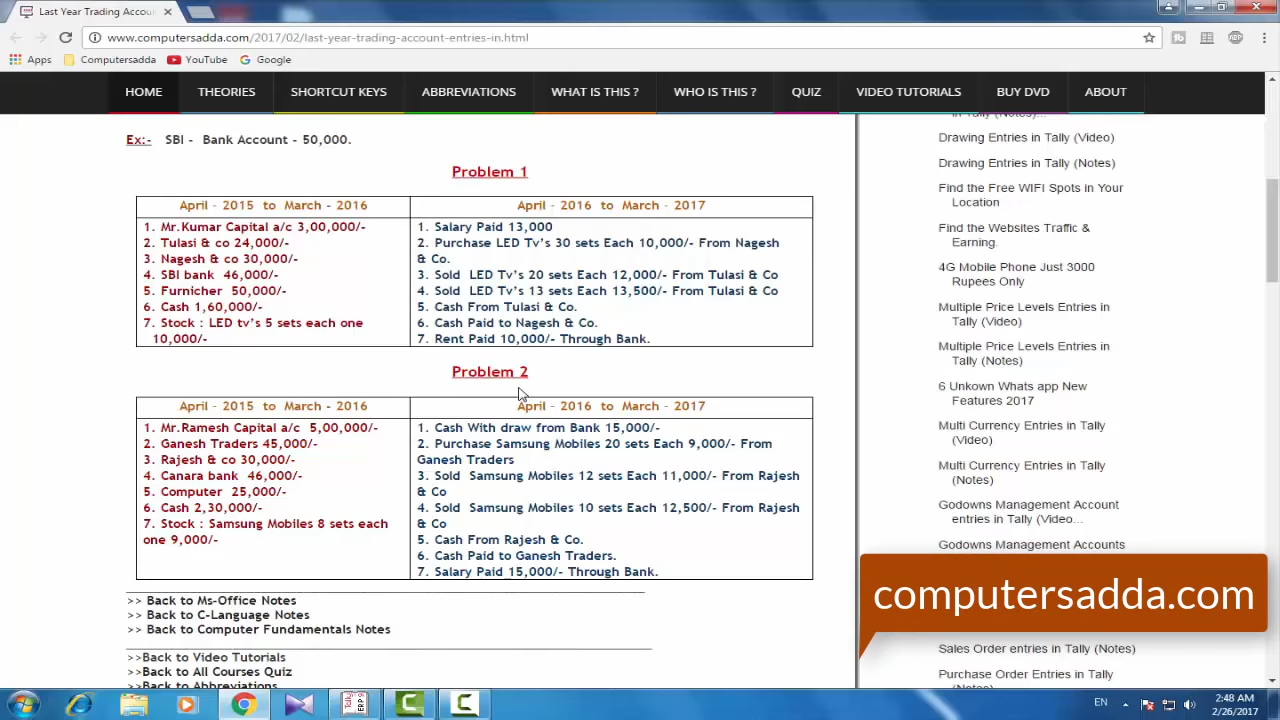 Last Year Trading Accou
www.computersadda.com/2017/02/last-year-trading-account-entries-in.html
Apps Computersadda YouTube Google
HOME THEORIES SHORTCUT KEYS ABBREVIATIONS WHAT IS THIS ? WHO IS THIS ? QUIZ VIDEO TUTORIALS BUY DVD ABOUT
Ex:- SBI - Bank Account - 50,000.
Problem 1
April - 2015 to March - 2016
1. Mr.Kumar Capital a/c 3,00,000/-
2. Tulasi & co 24,000/-
3. Nagesh & co 30,000/-
4. SBI bank 46,000/-
5. Furnicher 50,000/-
6. Cash 1,60,000/-
7. Stock : LED tv's 5 sets each one
10,000/-
April - 2016 to March - 2017
1. Salary Paid 13,000
2. Purchase LED Tv's 30 sets Each 10,000/- From Nagesh
& Co.
3. Sold LED Tv's 20 sets Each 12,000/- From Tulasi & Co
4. Sold LED Tv's 13 sets Each 13,500/- From Tulasi & Co
5. Cash From Tulasi & Co.
6. Cash Paid to Nagesh & Co.
7. Rent Paid 10,000/- Through Bank.
Problem 2
April - 2015 to March - 2016
1. Mr.Ramesh Capital a/c 5,00,000/-
2. Ganesh Traders 45,000/-
3. Rajesh & co 30,000/-
4. Canara bank 46,000/-
5. Computer 25,000/-
6. Cash 2,30,000/-
7. Stock : Samsung Mobiles 8 sets each
one 9,000/-
April - 2016 to March - 2017
1. Cash With draw from Bank 15,000/-
2. Purchase Samsung Mobiles 20 sets Each 9,000/- From
Ganesh Traders
3. Sold Samsung Mobiles 12 sets Each 11,000/- From Rajesh
& Co
4. Sold Samsung Mobiles 10 sets Each 12,500/- From Rajesh
& Co
5. Cash From Rajesh & Co.
6. Cash Paid to Ganesh Traders.
7. Salary Paid 15,000/- Through Bank.
>> Back to Ms-Office Notes
>> Back to C-Language Notes
>> Back to Computer Fundamentals Notes
>>Back to Video Tutorials
>>Back to All Courses Quiz
>>Back to Abbreviations
in Tally (Notes)...
Drawing Entries in Tally (Video)
Drawing Entries in Tally (Notes)
Find the Free WIFI Spots in Your
Location
Find the Websites Traffic &
Earning.
4G Mobile Phone Just 3000
Rupees Only
Multiple Price Levels Entries in
Tally (Video)
Multiple Price Levels Entries in
Tally (Notes)
6 Unkown Whats app New
Features 2017
Multi Currency Entries in Tally
(Video)
Multi Currency Entries in Tally
(Notes)
Godowns Management Account
entries in Tally (Video...
Godowns Management Accounts
computersadda.com
Sales Order entries in Tally (Notes)
Purchase Order Entries in Tally
EN
2:48 AM
2/26/2017